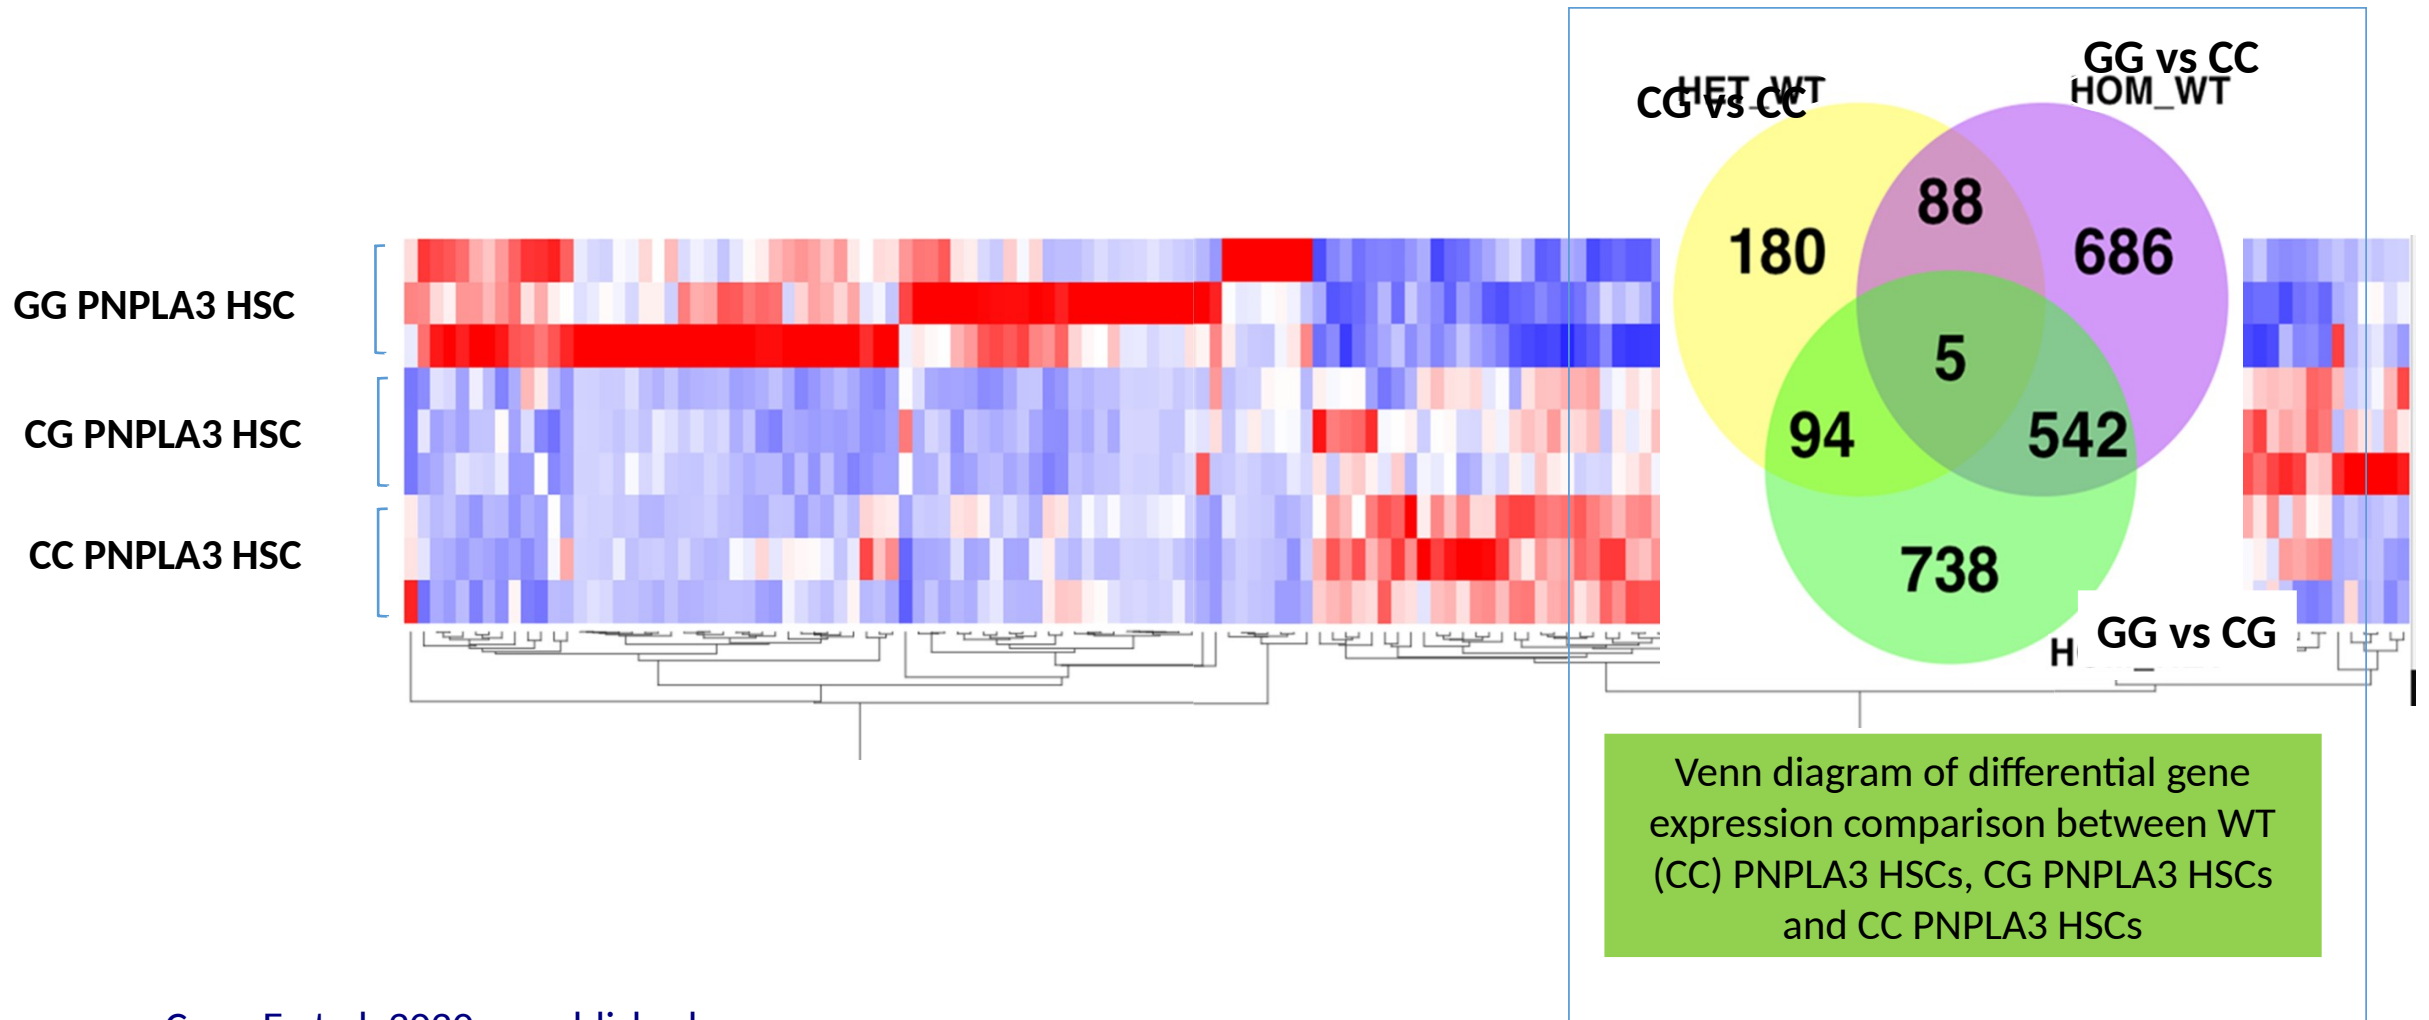 GG vs CC
HET_WT
HOM_WT
CG vs CC
88
180
686
GG PNPLA3 HSC
5
CG PNPLA3 HSC
94
542
CC PNPLA3 HSC
738
GG vs CG
Venn diagram of differential gene
expression comparison between WT
(CC) PNPLA3 HSCs, CG PNPLA3 HSCs
and CC PNPLA3 HSCs